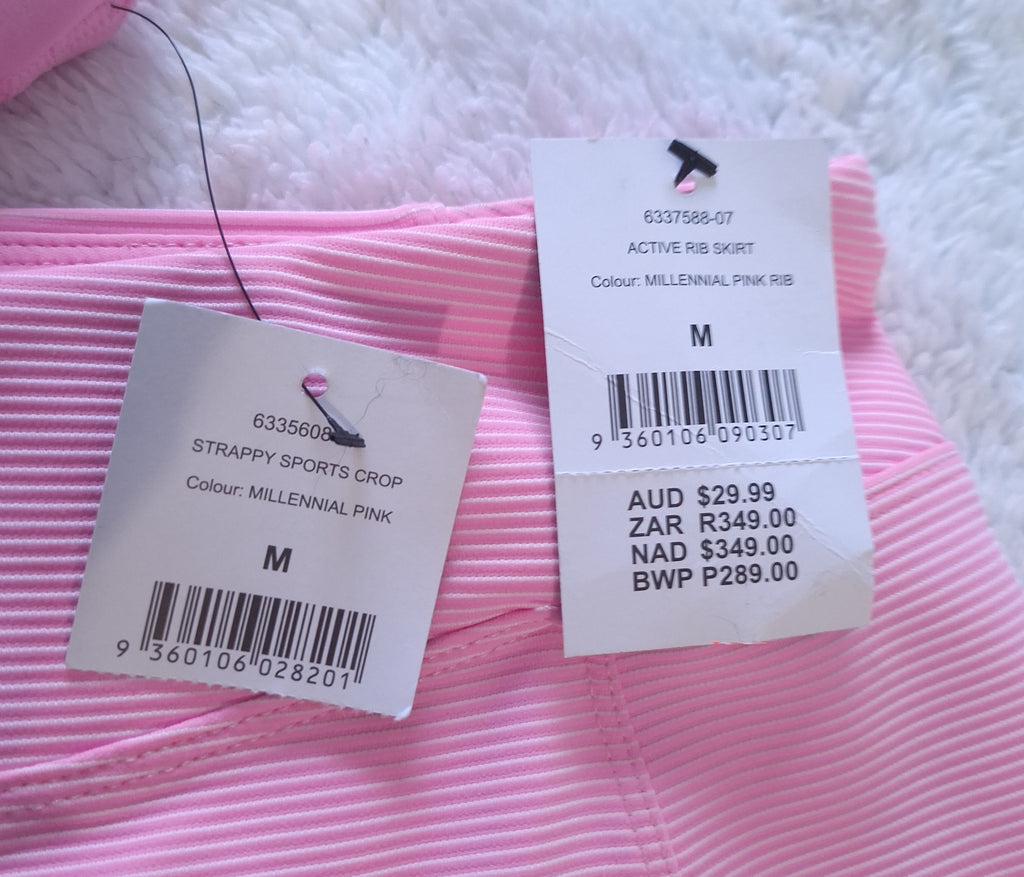 6335608
STRAPPY SPORTS CROP
Colour: MILLENNIAL PINK
M
9 360106 028201
6337588-07
ACTIVE RIB SKIRT
Colour: MILLENNIAL PINK RIB
M
9 360106 090307
AUD $29.99
ZAR R349.00
NAD $349.00
BWP P289.00